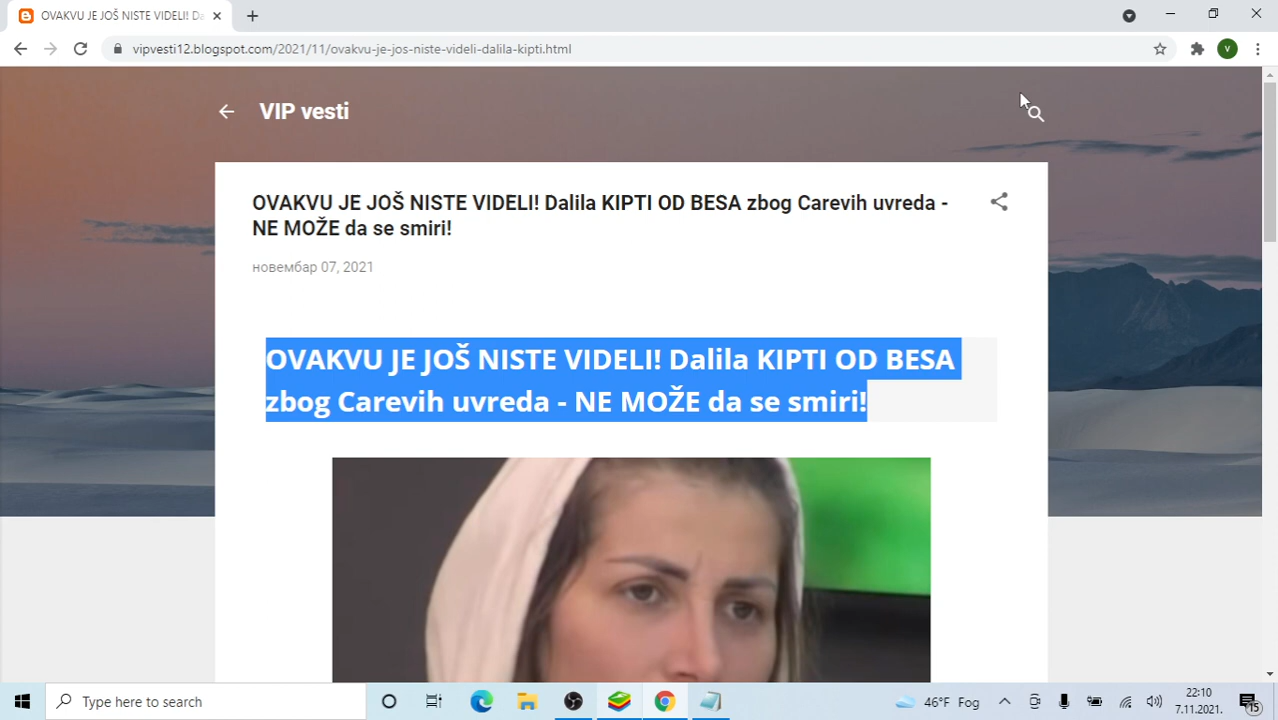 OVAKVU JE JOŠ NISTE VIDELI! Da
vipvesti12.blogspot.com/2021/11/ovakvu-je-jos-niste-videli-dalila-kipti.html
V
VIP vesti
OVAKVU JE JOŠ NISTE VIDELI! Dalila KIPTI OD BESA zbog Carevih uvreda -
NE MOŽE da se smiri!
новембар 07, 2021
OVAKVU JE JOŠ NISTE VIDELI! Dalila KIPTI OD BESA
zbog Carevih uvreda - NE MOŽE da se smiri!
Type here to search
46°F Fog
22:10
7.11.2021.
15